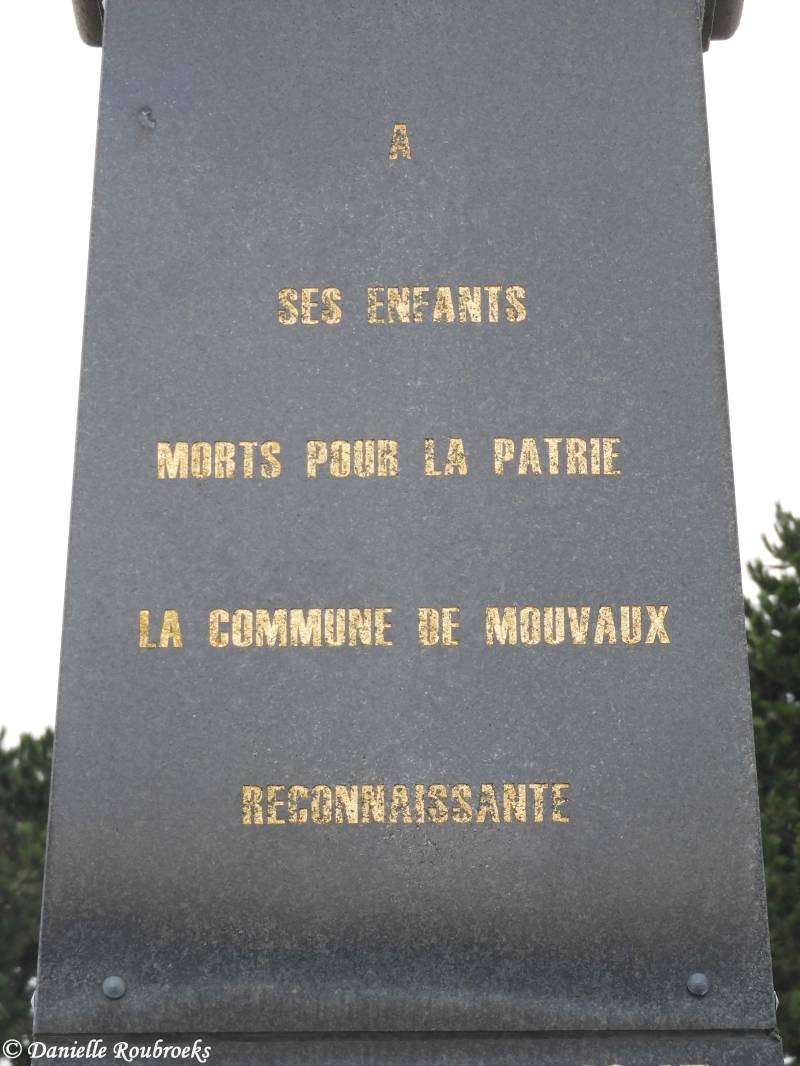 A
SES ENFANTS
MORTS POUR LA PATRIE
LA COMMUNE DE MOUVAUX
RECONNAISSANTE
© Danielle Roubroeks